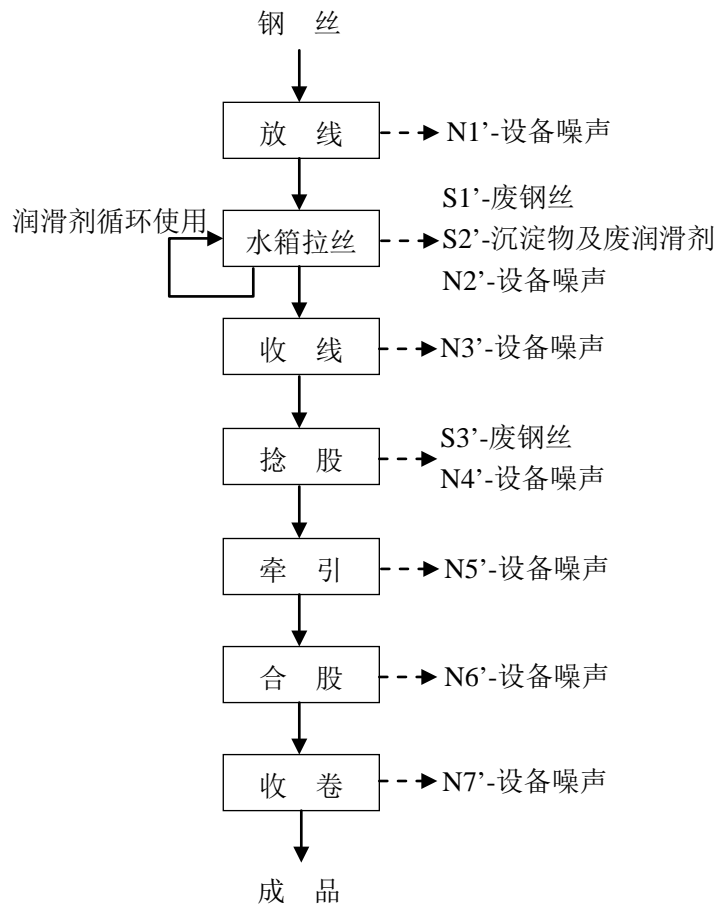 钢 丝
放 线
N1’-设备噪声
润滑剂循环使用
水箱拉丝
S1’-废钢丝
S2’-沉淀物及废润滑剂
N2’-设备噪声
收 线
N3’-设备噪声
捻 股
S3’-废钢丝
N4’-设备噪声
牵 引
N5’-设备噪声
合 股
N6’-设备噪声
收 卷
N7’-设备噪声
成 品